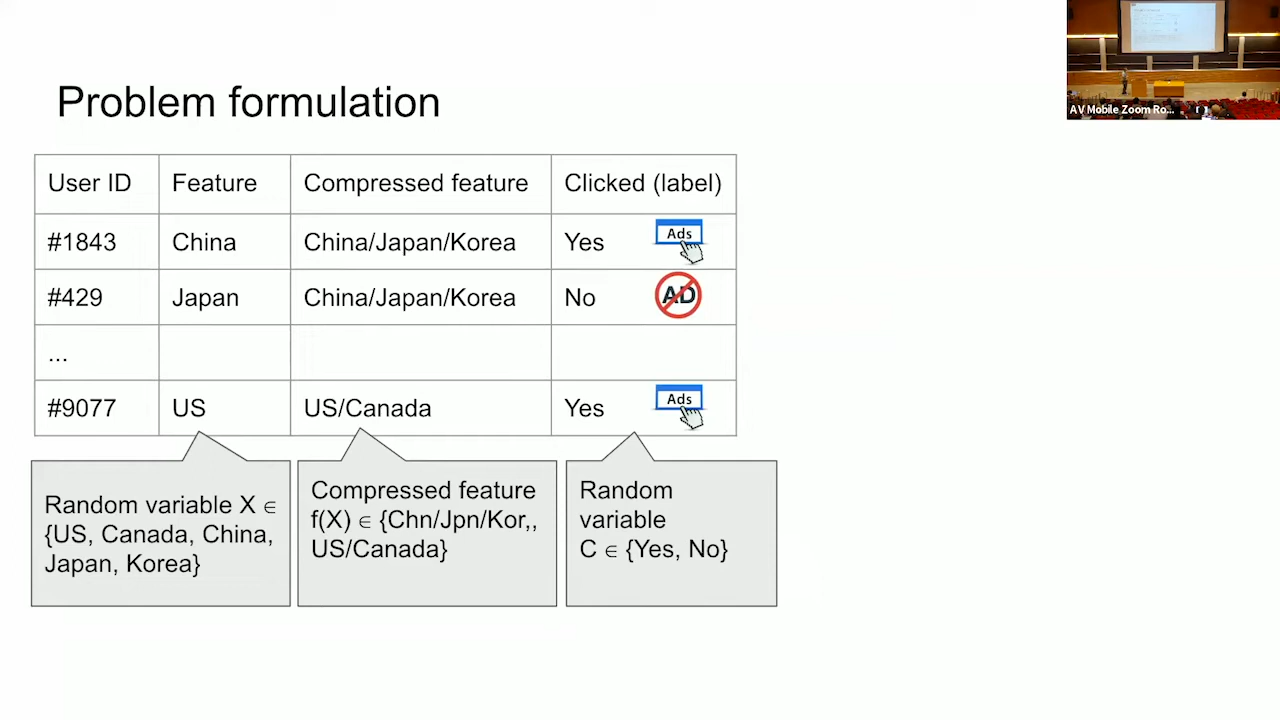 Problem formulation
User ID Feature Compressed feature Clicked (label)
#1843 China China/Japan/Korea Yes Ads
#429 Japan China/Japan/Korea No AD
...
#9077 US US/Canada Yes Ads
Random variable X ∈
{US, Canada, China,
Japan, Korea}
Compressed feature
f(X) ∈ {Chn/Jpn/Kor,,
US/Canada}
Random
variable
C ∈ {Yes, No}
AV Mobile Zoom Ro...